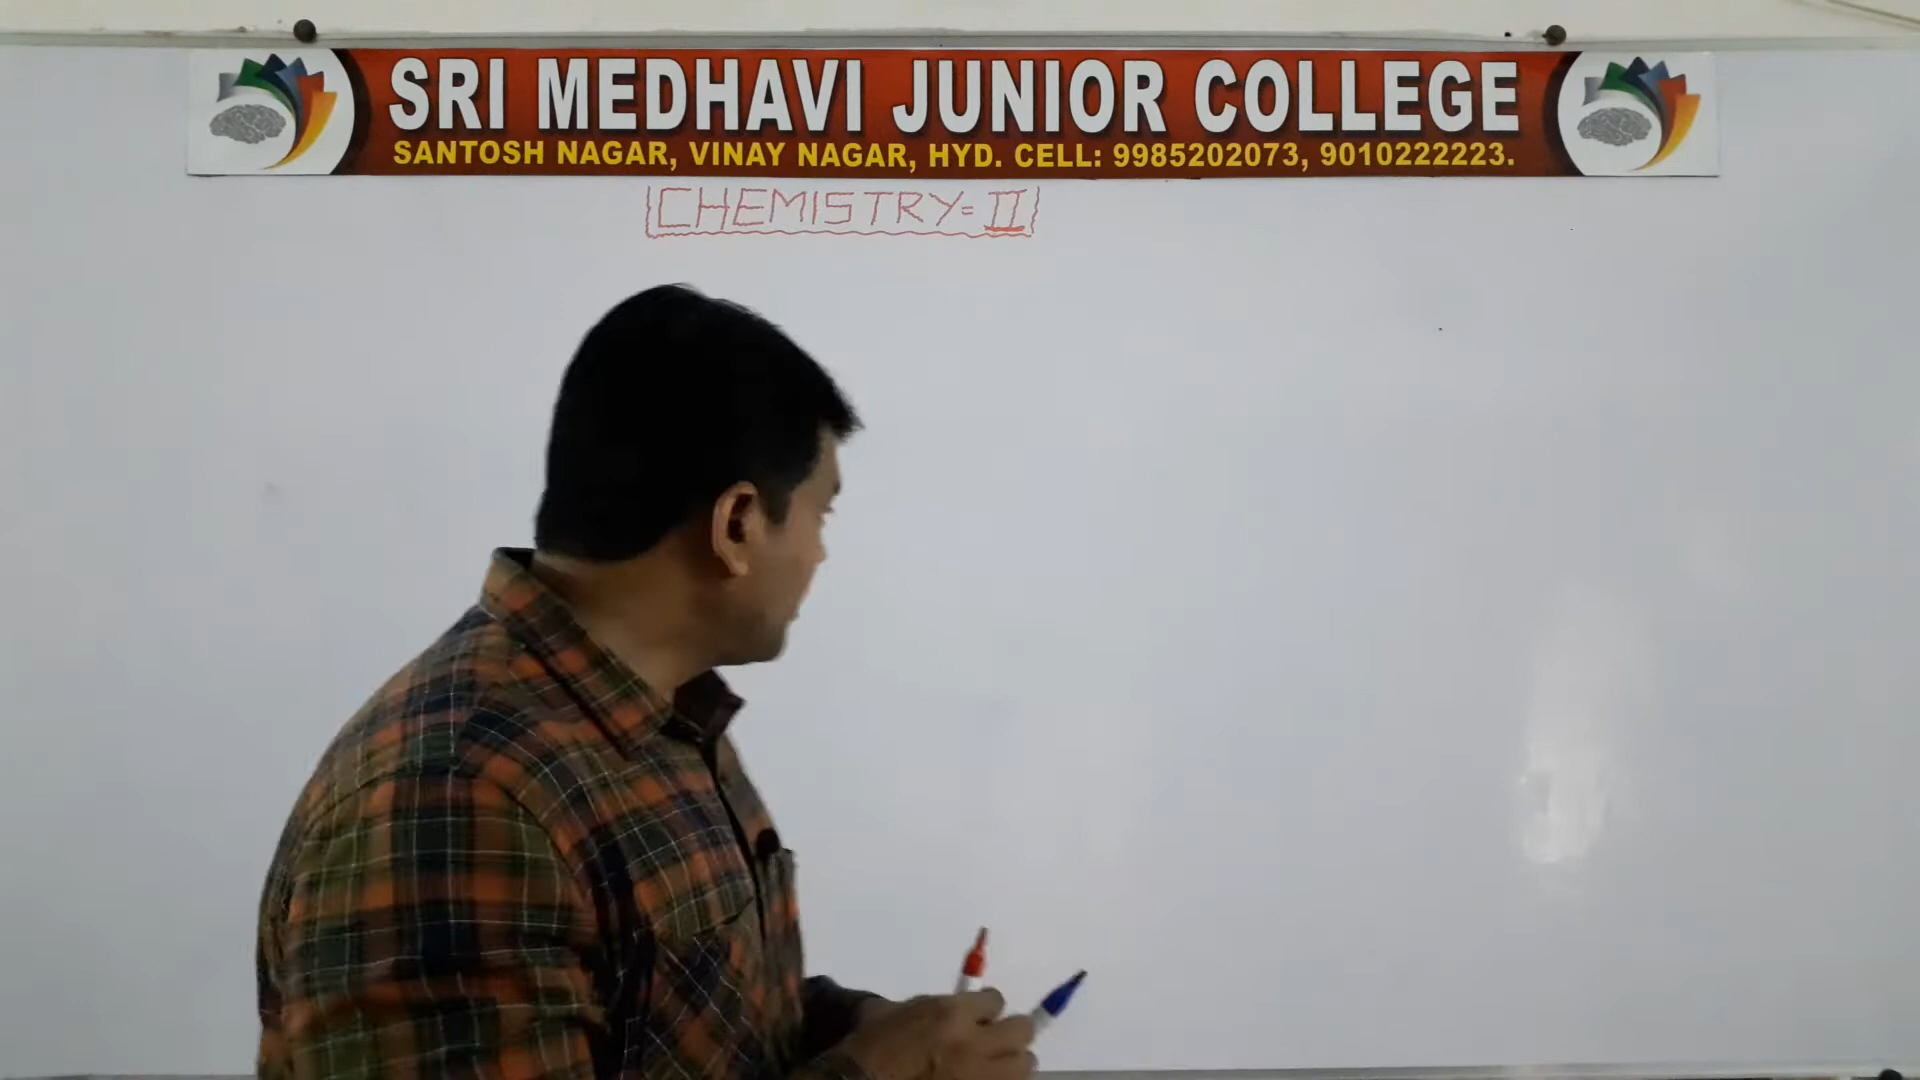 SRI MEDHAVI JUNIOR COLLEGE
SANTOSH NAGAR, VINAY NAGAR, HYD. CELL: 9985202073, 9010222223.
CHEMISTRY=II